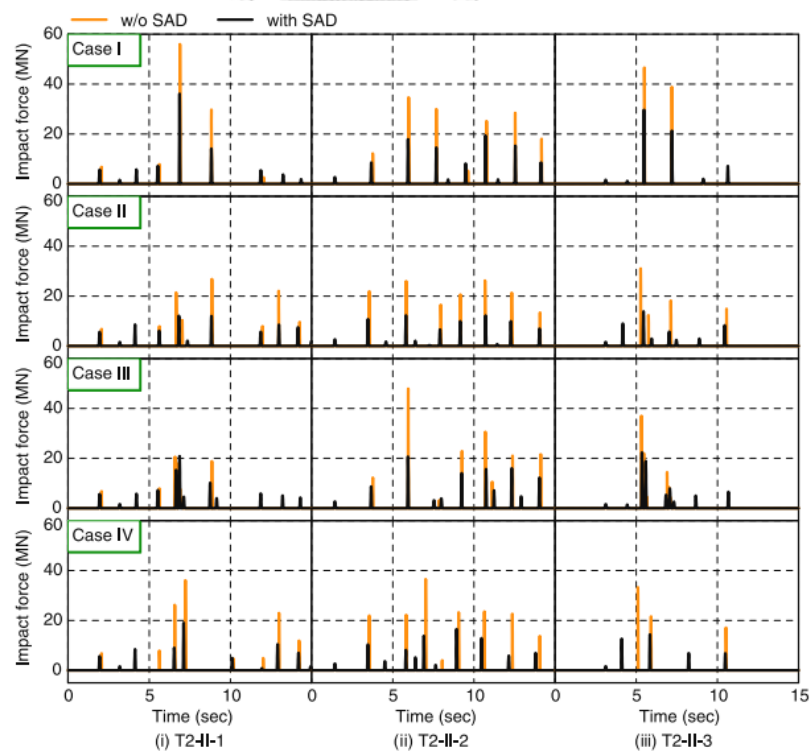 w/o SAD with SAD
60
Case I
40
20
0
Impact force (MN)
60
Case II
40
20
0
Impact force (MN)
60
Case III
40
20
0
Impact force (MN)
60
Case IV
40
20
0
Impact force (MN)
0 5 10 0 5 10 0 5 10 15
Time (sec) Time (sec) Time (sec)
(i) T2-II-1 (ii) T2-II-2 (iii) T2-II-3